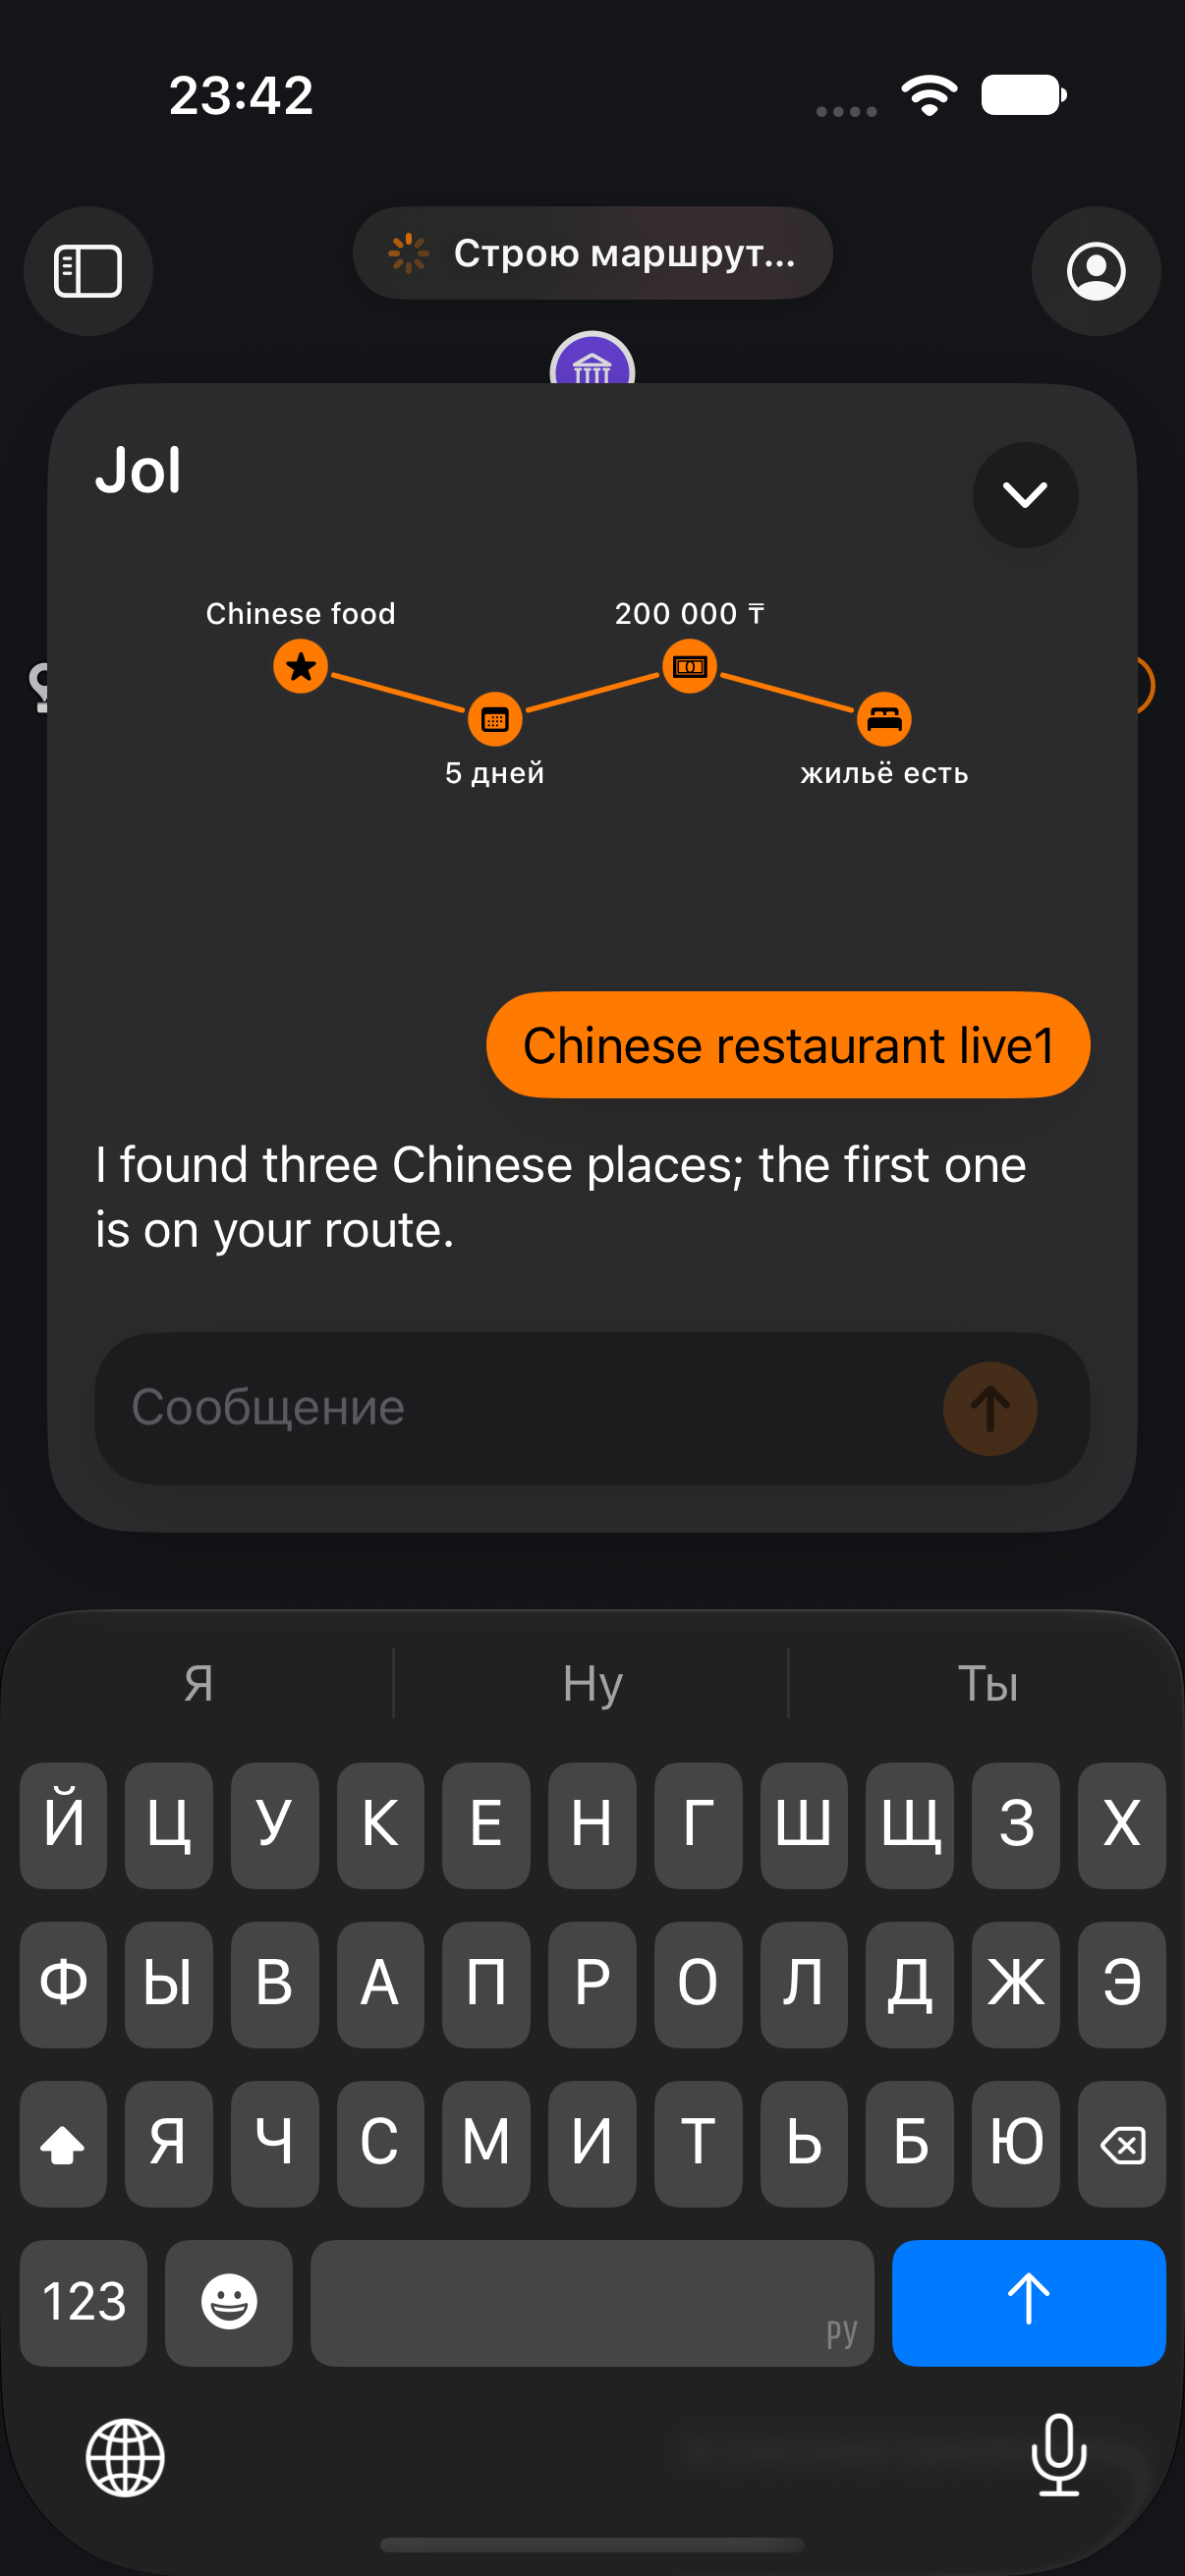 23:42
Строю маршрут...
Jol
Chinese food
200 000 ₸
5 дней
жильё есть
Chinese restaurant live1
I found three Chinese places; the first one
is on your route.
Сообщение
Я Ну Ты
Й Ц У К Е Н Г Ш Щ З Х
Ф Ы В А П Р О Л Д Ж Э
Я Ч С М И Т Ь Б Ю
123
РУ